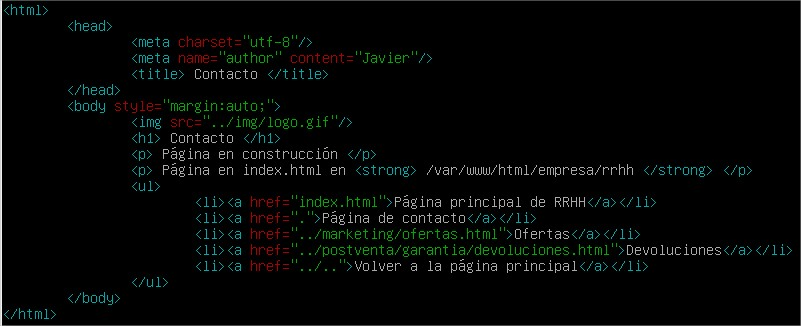 <html>
<head>
<meta charset="utf-8"/>
<meta name="author" content="Javier"/>
<title> Contacto </title>
</head>
<body style="margin:auto;">
<img src="../img/logo.gif"/>
<h1> Contacto </h1>
<p> Página en construcción </p>
<p> Página en index.html en <strong> /var/www/html/empresa/rrhh </strong> </p>
<ul>
<li><a href="index.html">Página principal de RRHH</a></li>
<li><a href=".">Página de contacto</a></li>
<li><a href="../marketing/ofertas.html">Ofertas</a></li>
<li><a href="../postventa/garantia/devoluciones.html">Devoluciones</a></li>
<li><a href="../..">Volver a la página principal</a></li>
</ul>
</body>
</html>